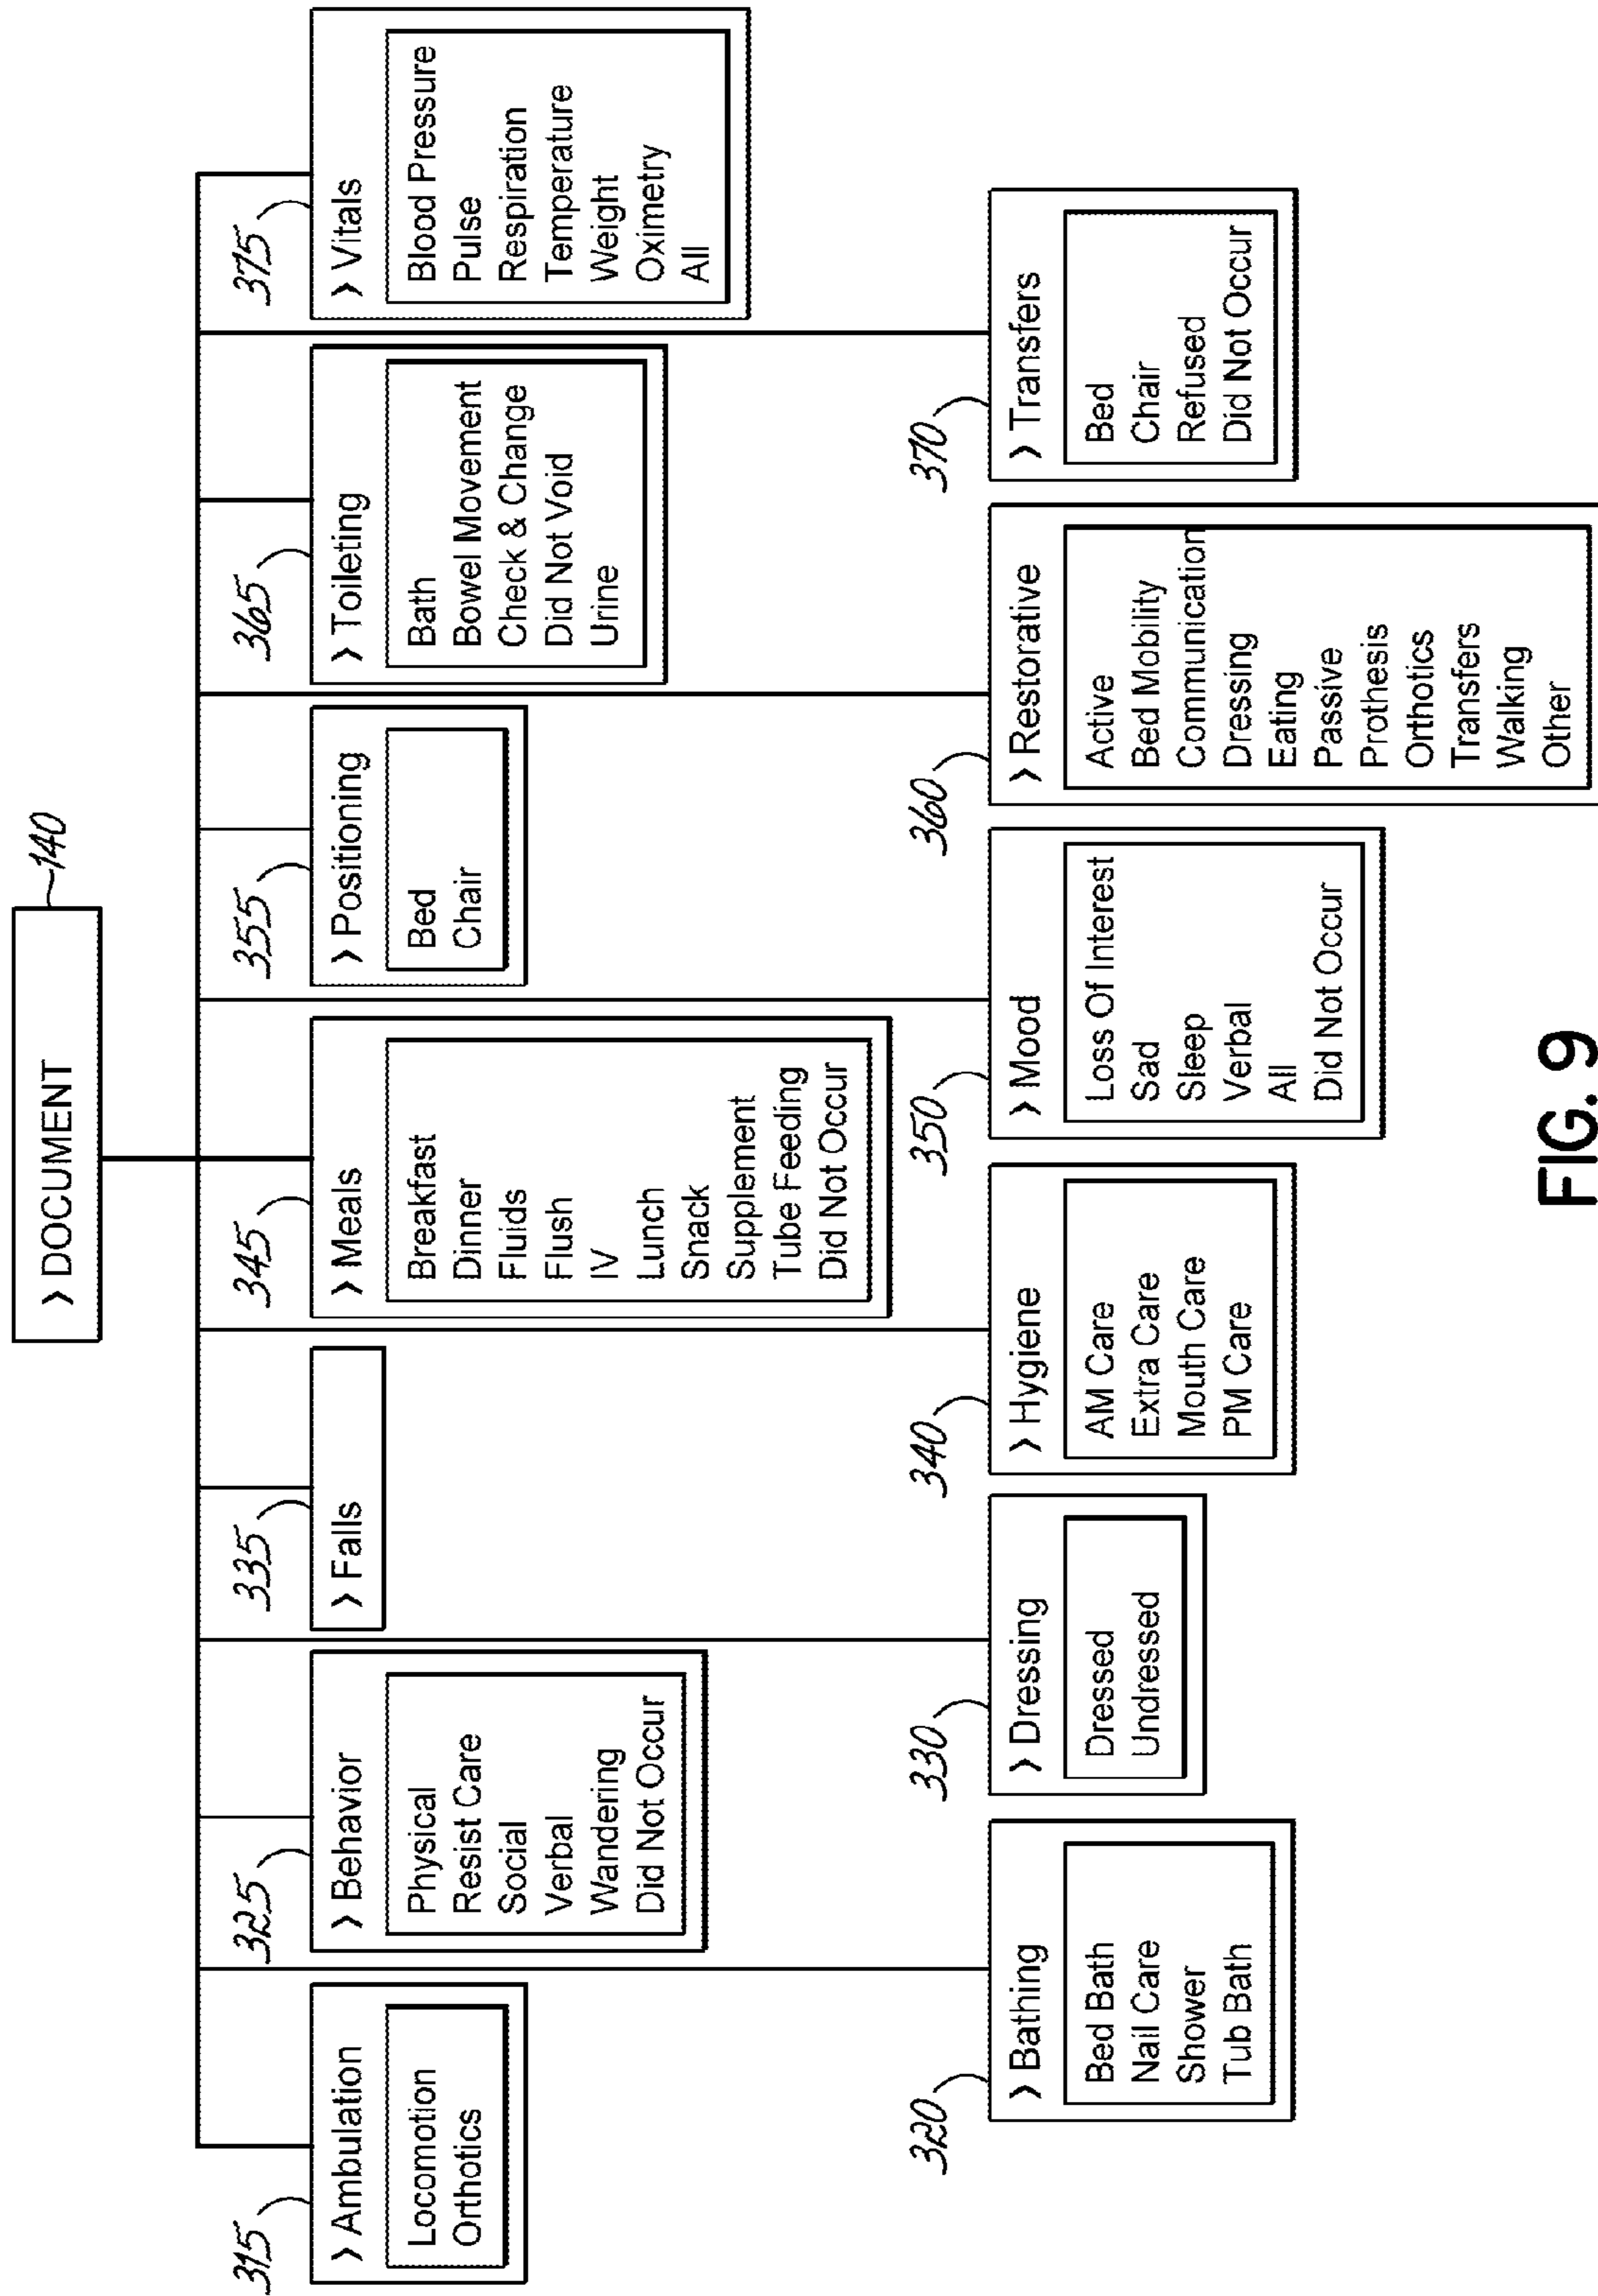 > DOCUMENT
140
315
> Ambulation
Locomotion
Orthotics
325
> Behavior
Physical
Resist Care
Social
Verbal
Wandering
Did Not Occur
335
> Falls
345
> Meals
Breakfast
Dinner
Fluids
Flush
IV
Lunch
Snack
Supplement
Tube Feeding
Did Not Occur
355
> Positioning
Bed
Chair
365
> Toileting
Bath
Bowel Movement
Check & Change
Did Not Void
Urine
375
> Vitals
Blood Pressure
Pulse
Respiration
Temperature
Weight
Oximetry
All
320
> Bathing
Bed Bath
Nail Care
Shower
Tub Bath
330
> Dressing
Dressed
Undressed
340
> Hygiene
AM Care
Extra Care
Mouth Care
PM Care
350
> Mood
Loss Of Interest
Sad
Sleep
Verbal
All
Did Not Occur
360
> Restorative
Active
Bed Mobility
Communication
Dressing
Eating
Passive
Prothesis
Orthotics
Transfers
Walking
Other
370
> Transfers
Bed
Chair
Refused
Did Not Occur
FIG. 9